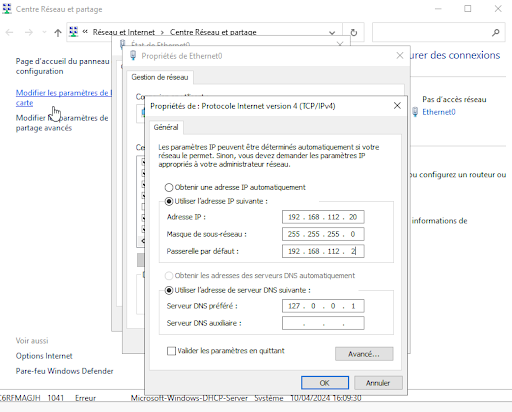 Centre Réseau et partage
Réseau et Internet
Centre Réseau et partage
État de Ethernet0
Propriétés de Ethernet0
Page d'accueil du panneau
configuration
Gestion de réseau
Modifier les paramètres de
carte
Modifier les paramètres de
partage avancés
urer des connexions
Pas d'accès réseau
Ethernet0
ou configurez un routeur ou
informations de
Propriétés de : Protocole Internet version 4 (TCP/IPv4)
Général
Les paramètres IP peuvent être déterminés automatiquement si votre
réseau le permet. Sinon, vous devez demander les paramètres IP
appropriés à votre administrateur réseau.
Obtenir une adresse IP automatiquement
Utiliser l'adresse IP suivante :
Adresse IP : 192 . 168 . 112 . 20
Masque de sous-réseau : 255 . 255 . 255 . 0
Passerelle par défaut : 192 . 168 . 112 . 2
Obtenir les adresses des serveurs DNS automatiquement
Utiliser l'adresse de serveur DNS suivante :
Serveur DNS préféré : 127 . 0 . 0 . 1
Serveur DNS auxiliaire : . . .
Valider les paramètres en quittant
Avancé...
OK Annuler
Voir aussi
Options Internet
Pare-feu Windows Defender
C6RFMAGJH 1041 Erreur Microsoft-Windows-DHCP-Server Système 10/04/2024 16:09:30